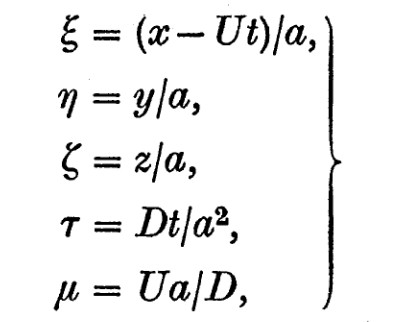 ξ = (x − Ut)/a,
η = y/a,
ζ = z/a,
τ = Dt/a²,
μ = Ua/D,